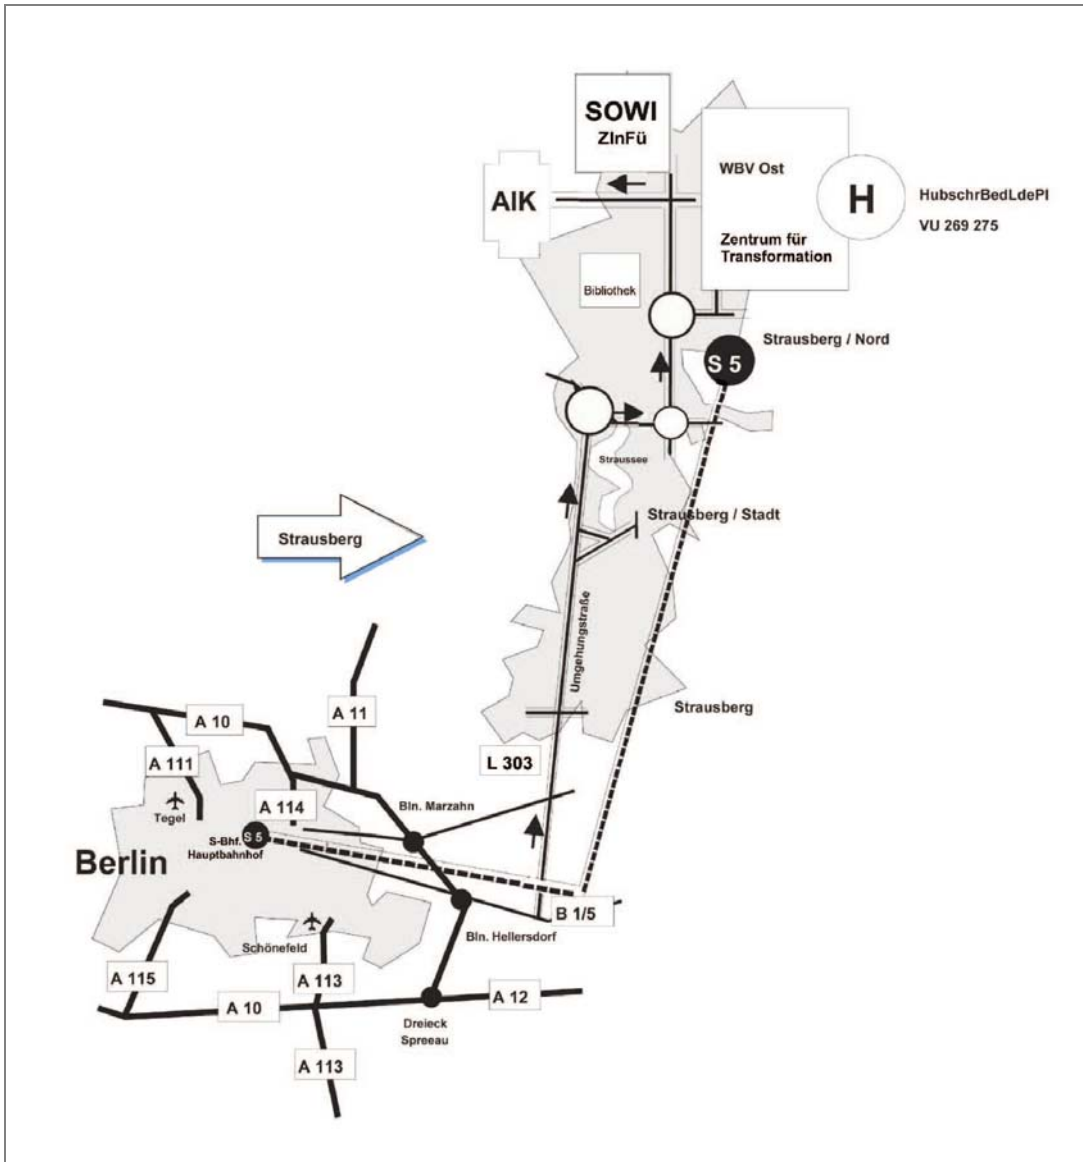 SOWI
ZInFü
AIK
WBV Ost
H
HubschrBedLdePl
VU 269 275
Zentrum für
Transformation
Bibliothek
Strausberg / Nord
S 5
Straussee
Strausberg / Stadt
Strausberg
Umgehungstraße
Strausberg
A 11
A 10
L 303
A 111
A 114
Bln. Marzahn
Tegel
S 5
S-Bhf.
Hauptbahnhof
Berlin
B 1/5
Bln. Hellersdorf
Schönefeld
A 115
A 113
A 10
A 12
Dreieck
Spreeau
A 113